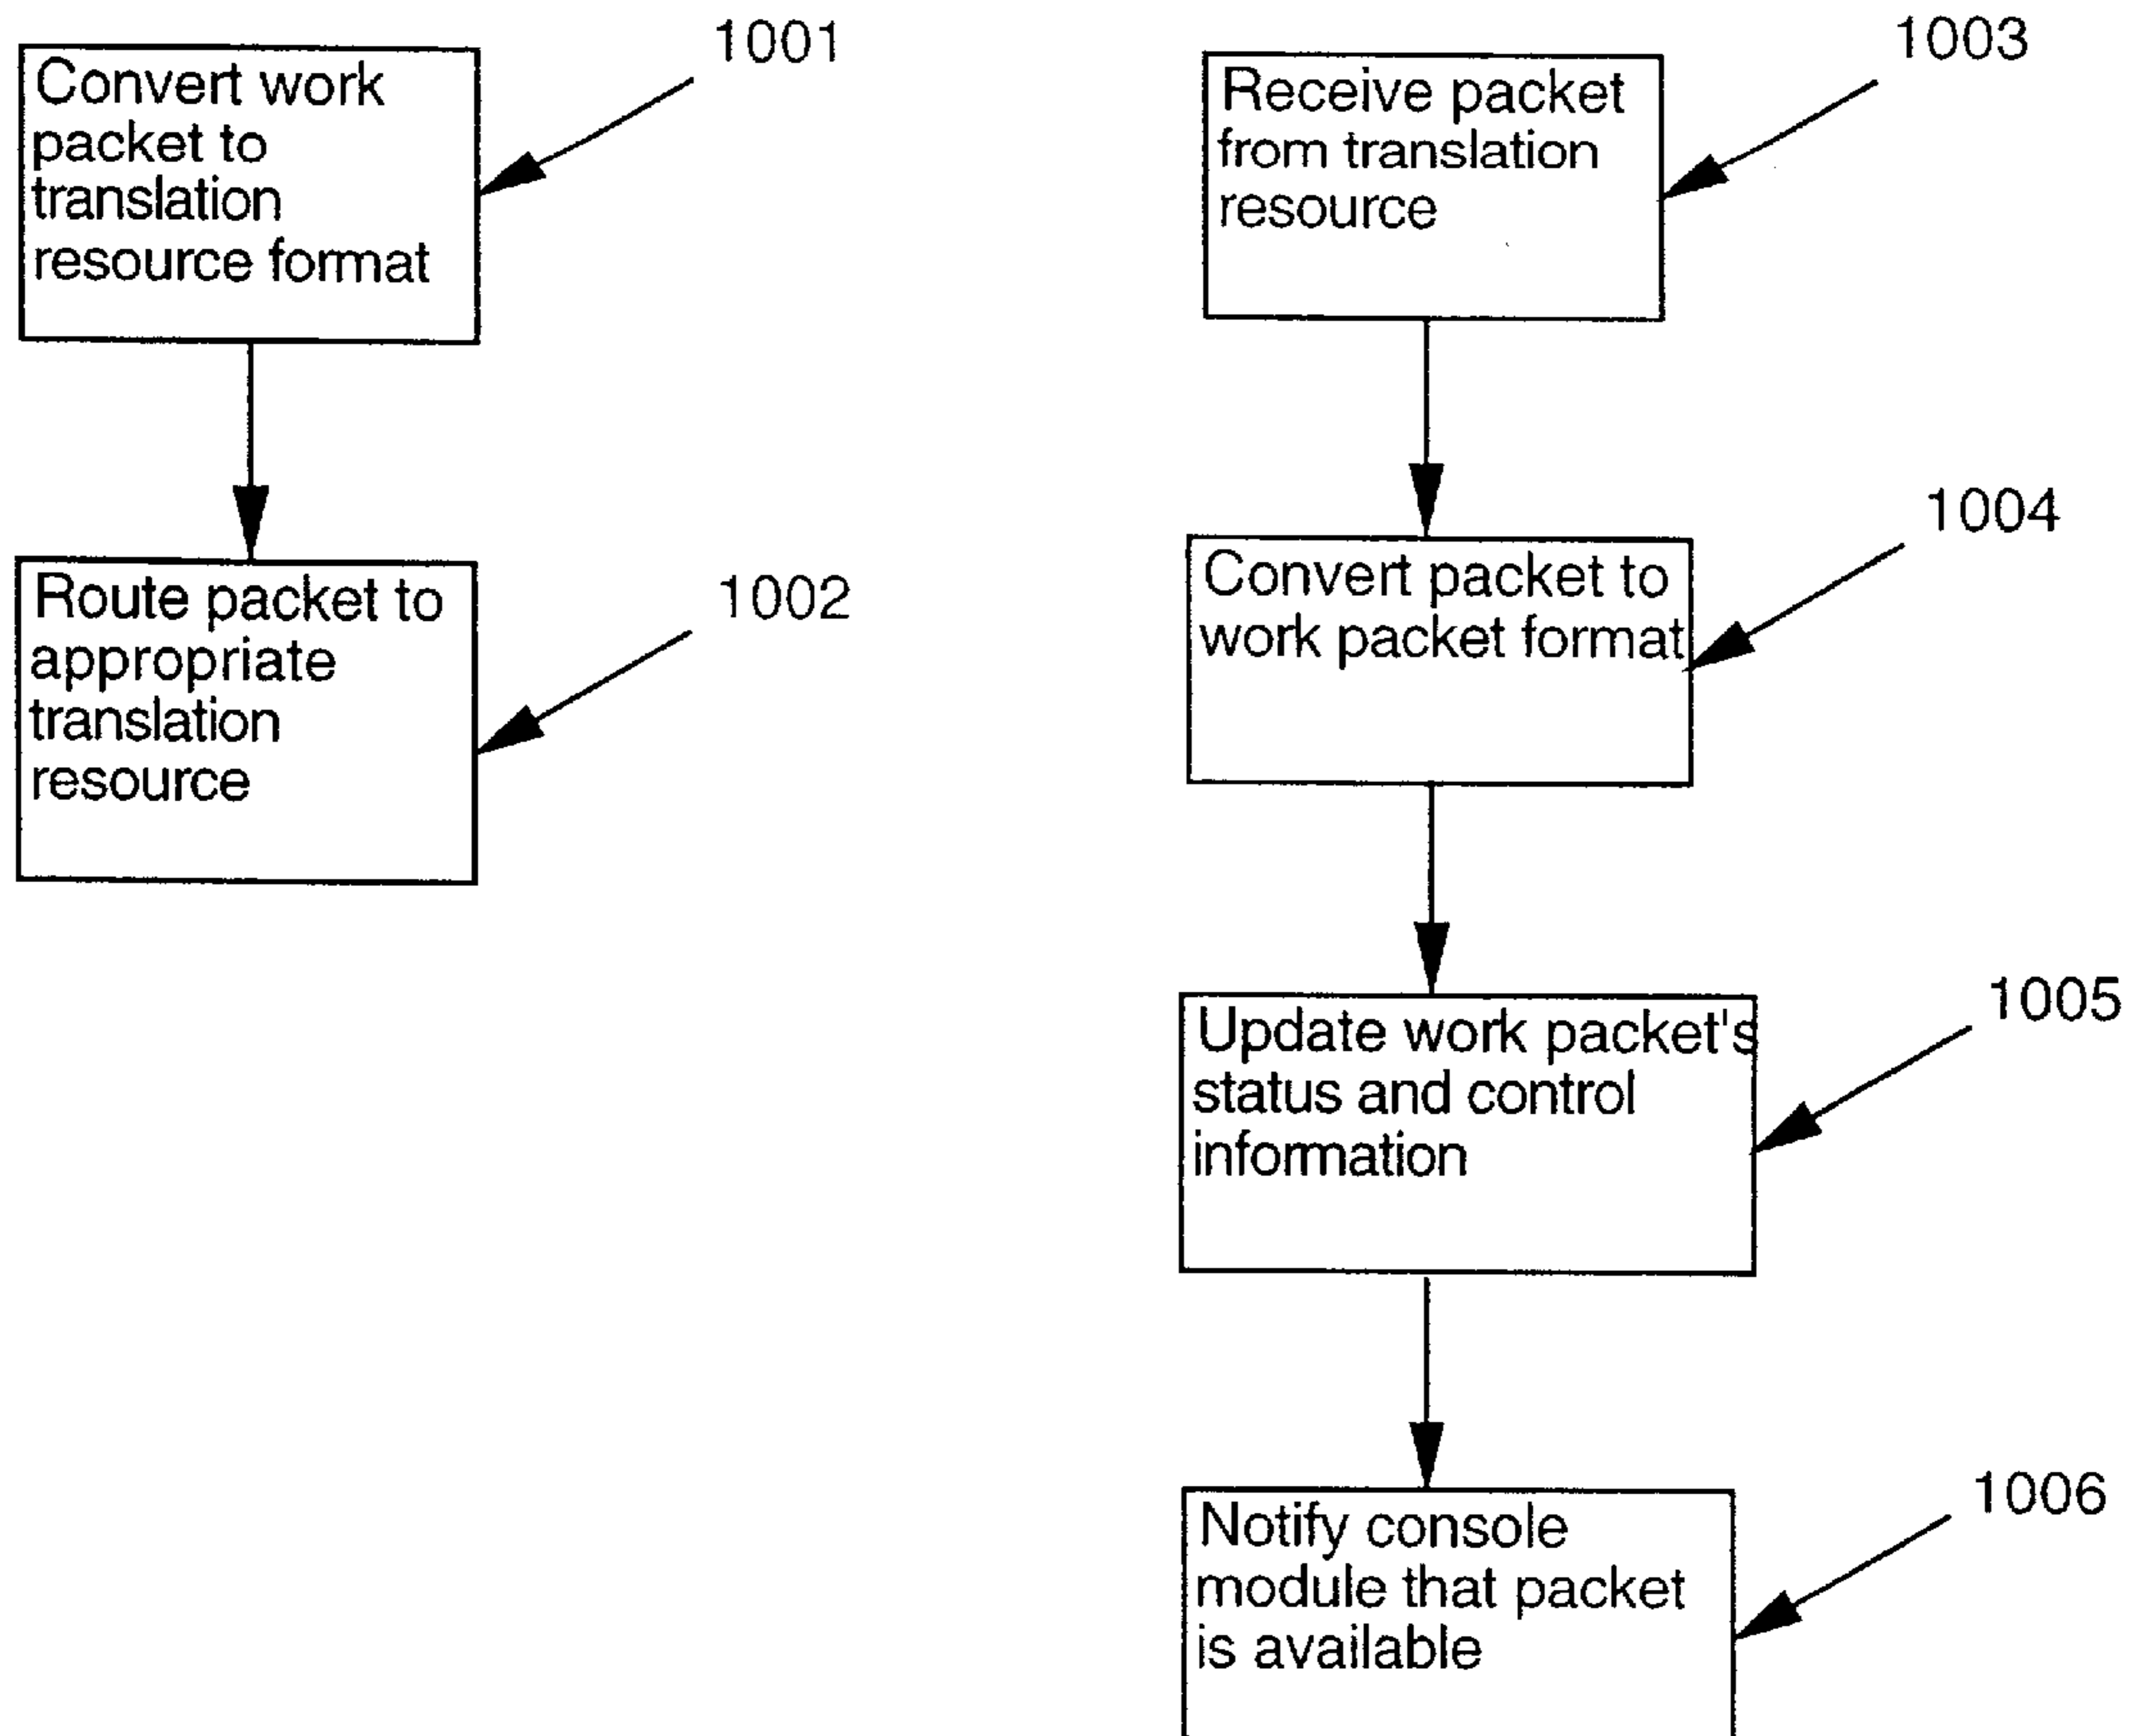 1001
Convert work
packet to
translation
resource format
1002
Route packet to
appropriate
translation
resource
1003
Receive packet
from translation
resource
1004
Convert packet to
work packet format
1005
Update work packet's
status and control
information
1006
Notify console
module that packet
is available